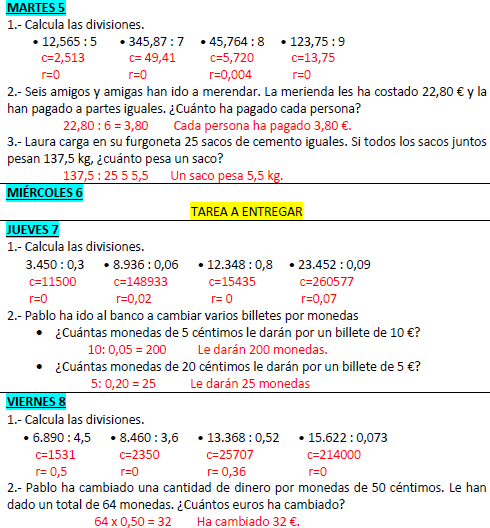 MARTES 5
1.- Calcula las divisiones.
• 12,565 : 5 • 345,87 : 7 • 45,764 : 8 • 123,75 : 9
c=2,513 c= 49,41 c=5,720 c=13,75
r=0 r=0 r=0,004 r=0
2.- Seis amigos y amigas han ido a merendar. La merienda les ha costado 22,80 € y la
han pagado a partes iguales. ¿Cuánto ha pagado cada persona?
22,80 : 6 = 3,80 Cada persona ha pagado 3,80 €.
3.- Laura carga en su furgoneta 25 sacos de cemento iguales. Si todos los sacos juntos
pesan 137,5 kg, ¿cuánto pesa un saco?
137,5 : 25 5 5,5 Un saco pesa 5,5 kg.
MIÉRCOLES 6
TAREA A ENTREGAR
JUEVES 7
1.- Calcula las divisiones.
3.450 : 0,3 • 8.936 : 0,06 • 12.348 : 0,8 • 23.452 : 0,09
c=11500 c=148933 c=15435 c=260577
r=0 r=0,02 r= 0 r=0,07
2.- Pablo ha ido al banco a cambiar varios billetes por monedas
• ¿Cuántas monedas de 5 céntimos le darán por un billete de 10 €?
10: 0,05 = 200 Le darán 200 monedas.
• ¿Cuántas monedas de 20 céntimos le darán por un billete de 5 €?
5: 0,20 = 25 Le darán 25 monedas
VIERNES 8
1.- Calcula las divisiones.
• 6.890 : 4,5 • 8.460 : 3,6 • 13.368 : 0,52 • 15.622 : 0,073
c=1531 c=2350 c=25707 c=214000
r= 0,5 r=0 r= 0,36 r=0
2.- Pablo ha cambiado una cantidad de dinero por monedas de 50 céntimos. Le han
dado un total de 64 monedas. ¿Cuántos euros ha cambiado?
64 x 0,50 = 32 Ha cambiado 32 €.